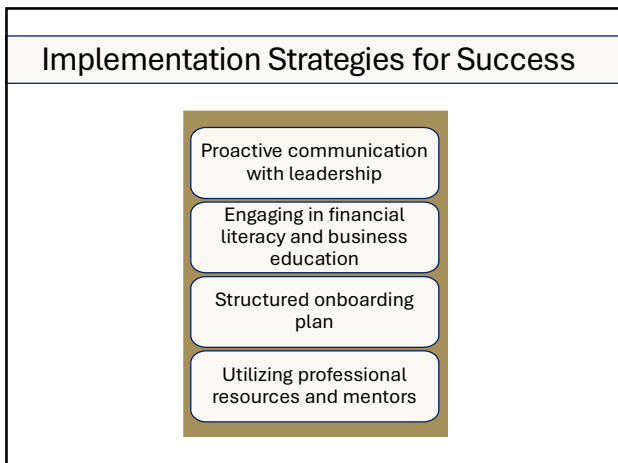 Implementation Strategies for Success
Proactive communication
with leadership
Engaging in financial
literacy and business
education
Structured onboarding
plan
Utilizing professional
resources and mentors